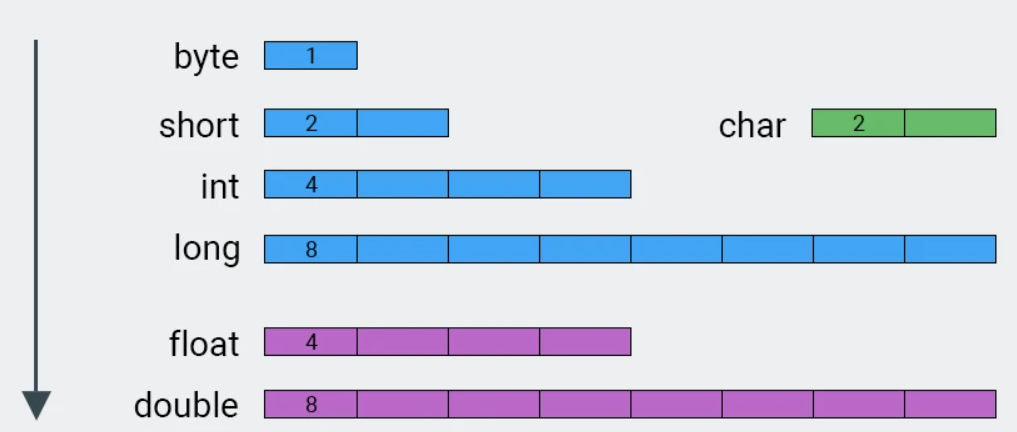 byte 1
short 2 char 2
int 4
long 8
float 4
double 8